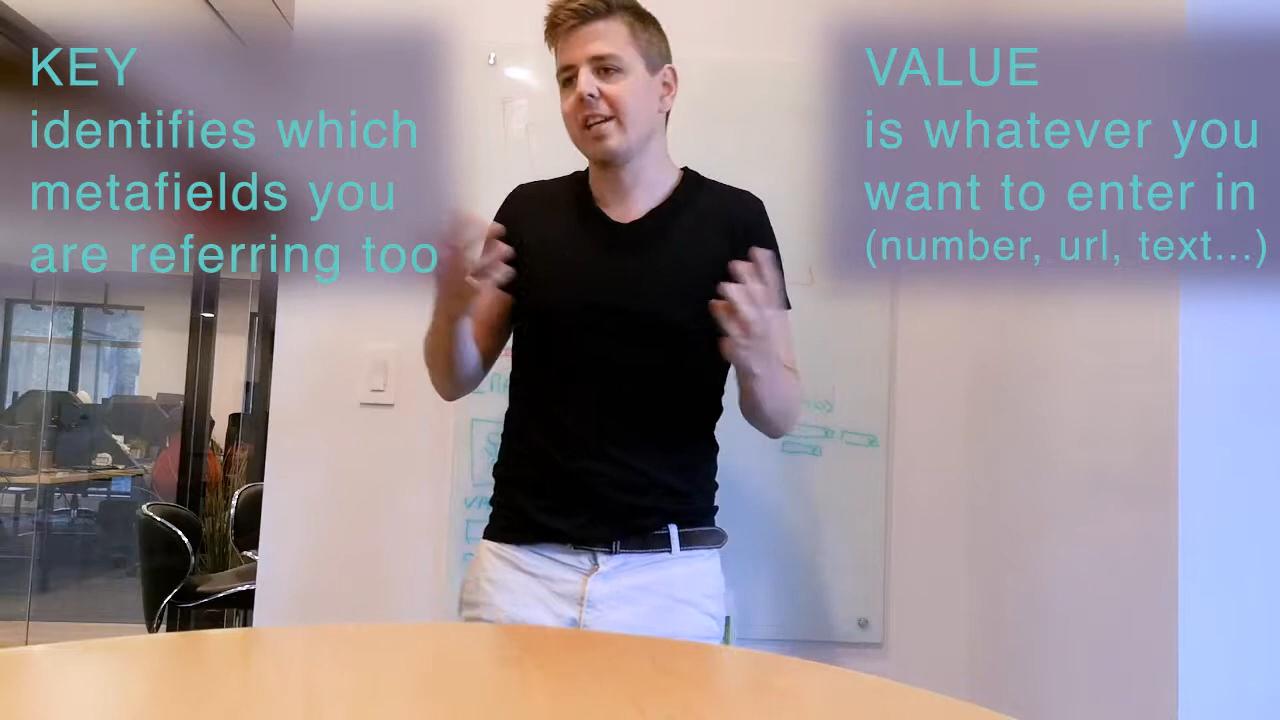 KEY
identifies which
metafields you
are referring too
VALUE
is whatever you
want to enter in
(number, url, text...)